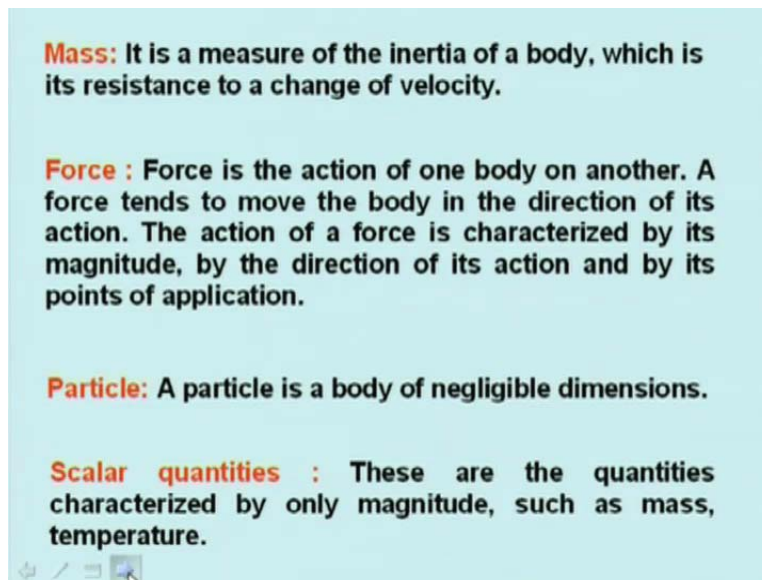 Mass: It is a measure of the inertia of a body, which is
its resistance to a change of velocity.
Force : Force is the action of one body on another. A
force tends to move the body in the direction of its
action. The action of a force is characterized by its
magnitude, by the direction of its action and by its
points of application.
Particle: A particle is a body of negligible dimensions.
Scalar quantities : These are the quantities
characterized by only magnitude, such as mass,
temperature.